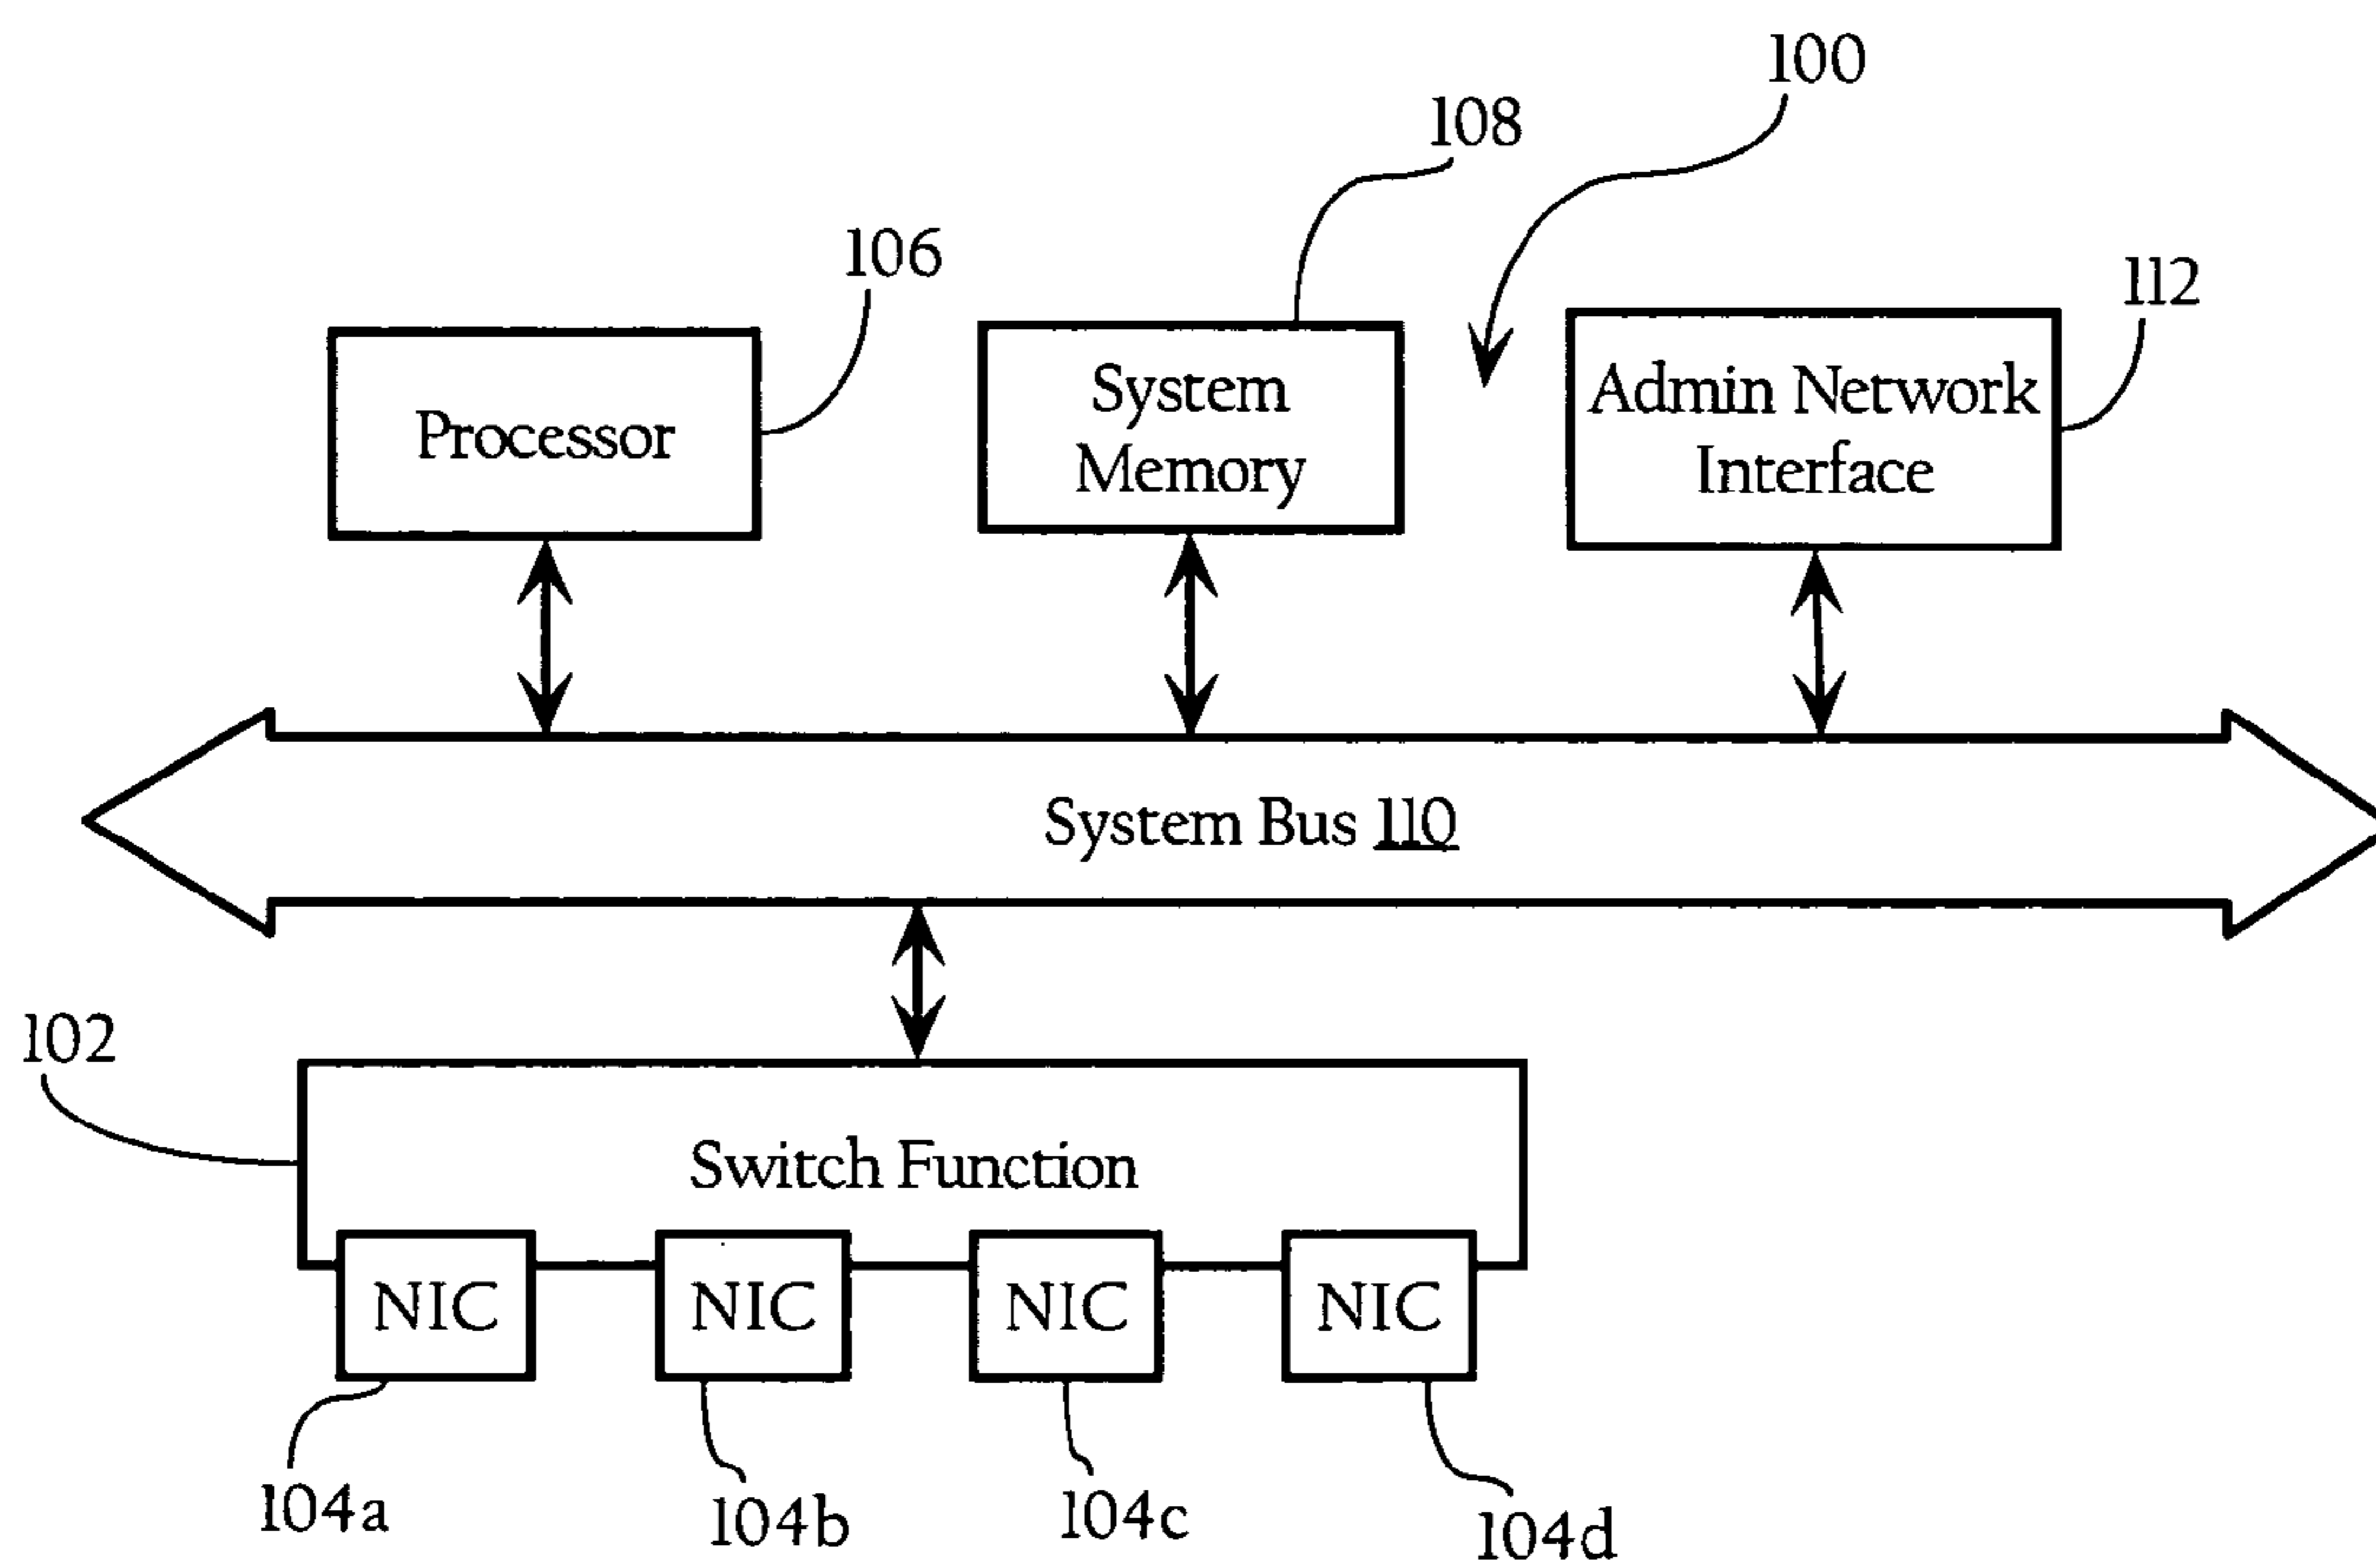 100
108
106
112
Processor
System
Memory
Admin Network
Interface
System Bus 110
102
Switch Function
NIC
NIC
NIC
NIC
104a
104b
104c
104d